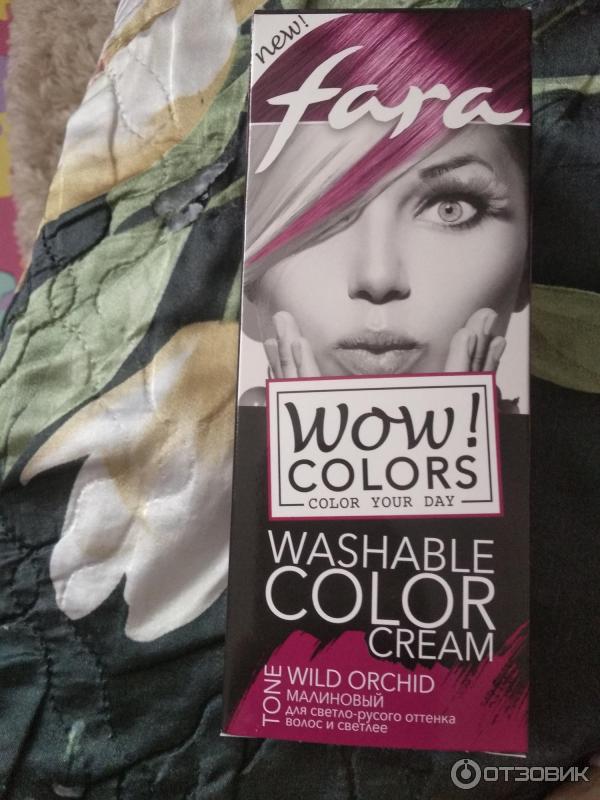 new!
fara
Wow!
COLORS
COLOR YOUR DAY
WASHABLE
COLOR
CREAM
TONE
WILD ORCHID
МАЛИНОВЫЙ
для светло-русого оттенка
волос и светлее
ОТЗОВИК